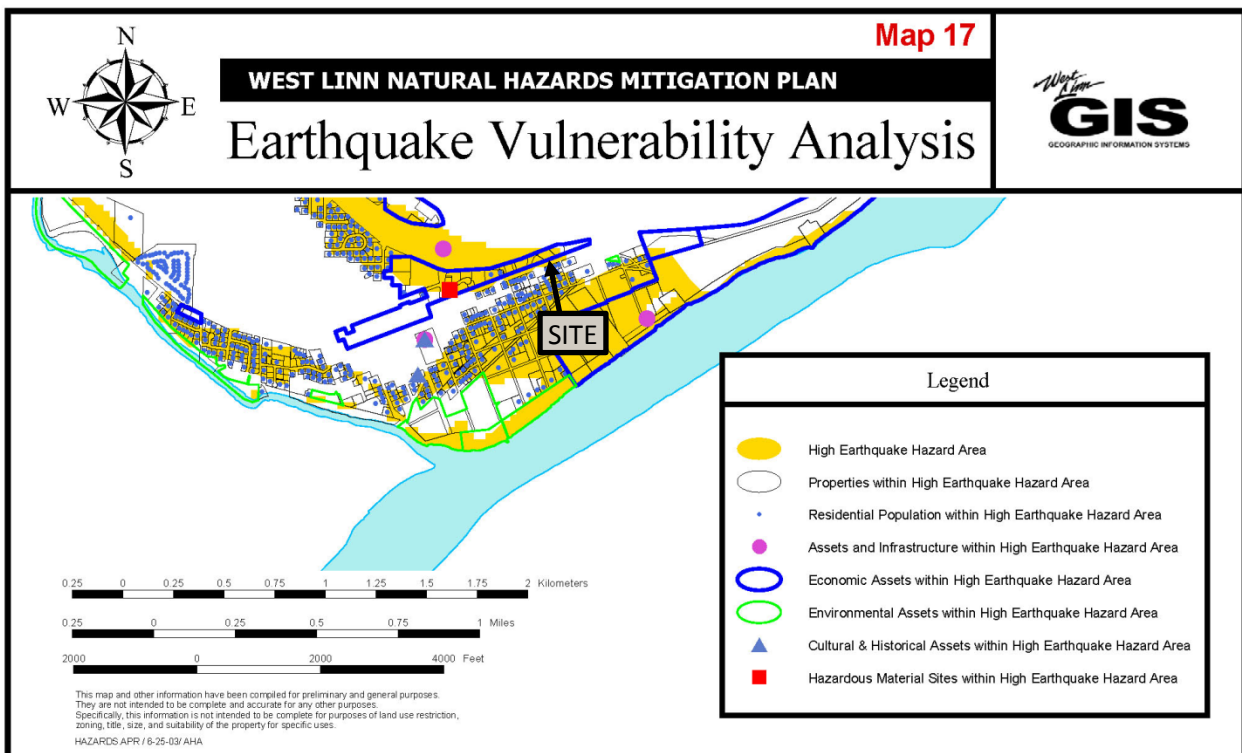 Map 17
N
W
E
S
WEST LINN NATURAL HAZARDS MITIGATION PLAN
Earthquake Vulnerability Analysis
West Linn
GIS
GEOGRAPHIC INFORMATION SYSTEMS
SITE
Legend
High Earthquake Hazard Area
Properties within High Earthquake Hazard Area
Residential Population within High Earthquake Hazard Area
Assets and Infrastructure within High Earthquake Hazard Area
Economic Assets within High Earthquake Hazard Area
Environmental Assets within High Earthquake Hazard Area
Cultural & Historical Assets within High Earthquake Hazard Area
Hazardous Material Sites within High Earthquake Hazard Area
0.25 0 0.25 0.5 0.75 1 1.25 1.5 1.75 2 Kilometers
0.25 0 0.25 0.5 0.75 1 Miles
2000 0 2000 4000 Feet
This map and other information have been compiled for preliminary and general purposes.
They are not intended to be complete and accurate for any other purposes.
Specifically, this information is not intended to be complete for purposes of land use restriction,
zoning, title, size, and suitability of the property for specific uses.
HAZARDS APR / 6-25-03/ AHA